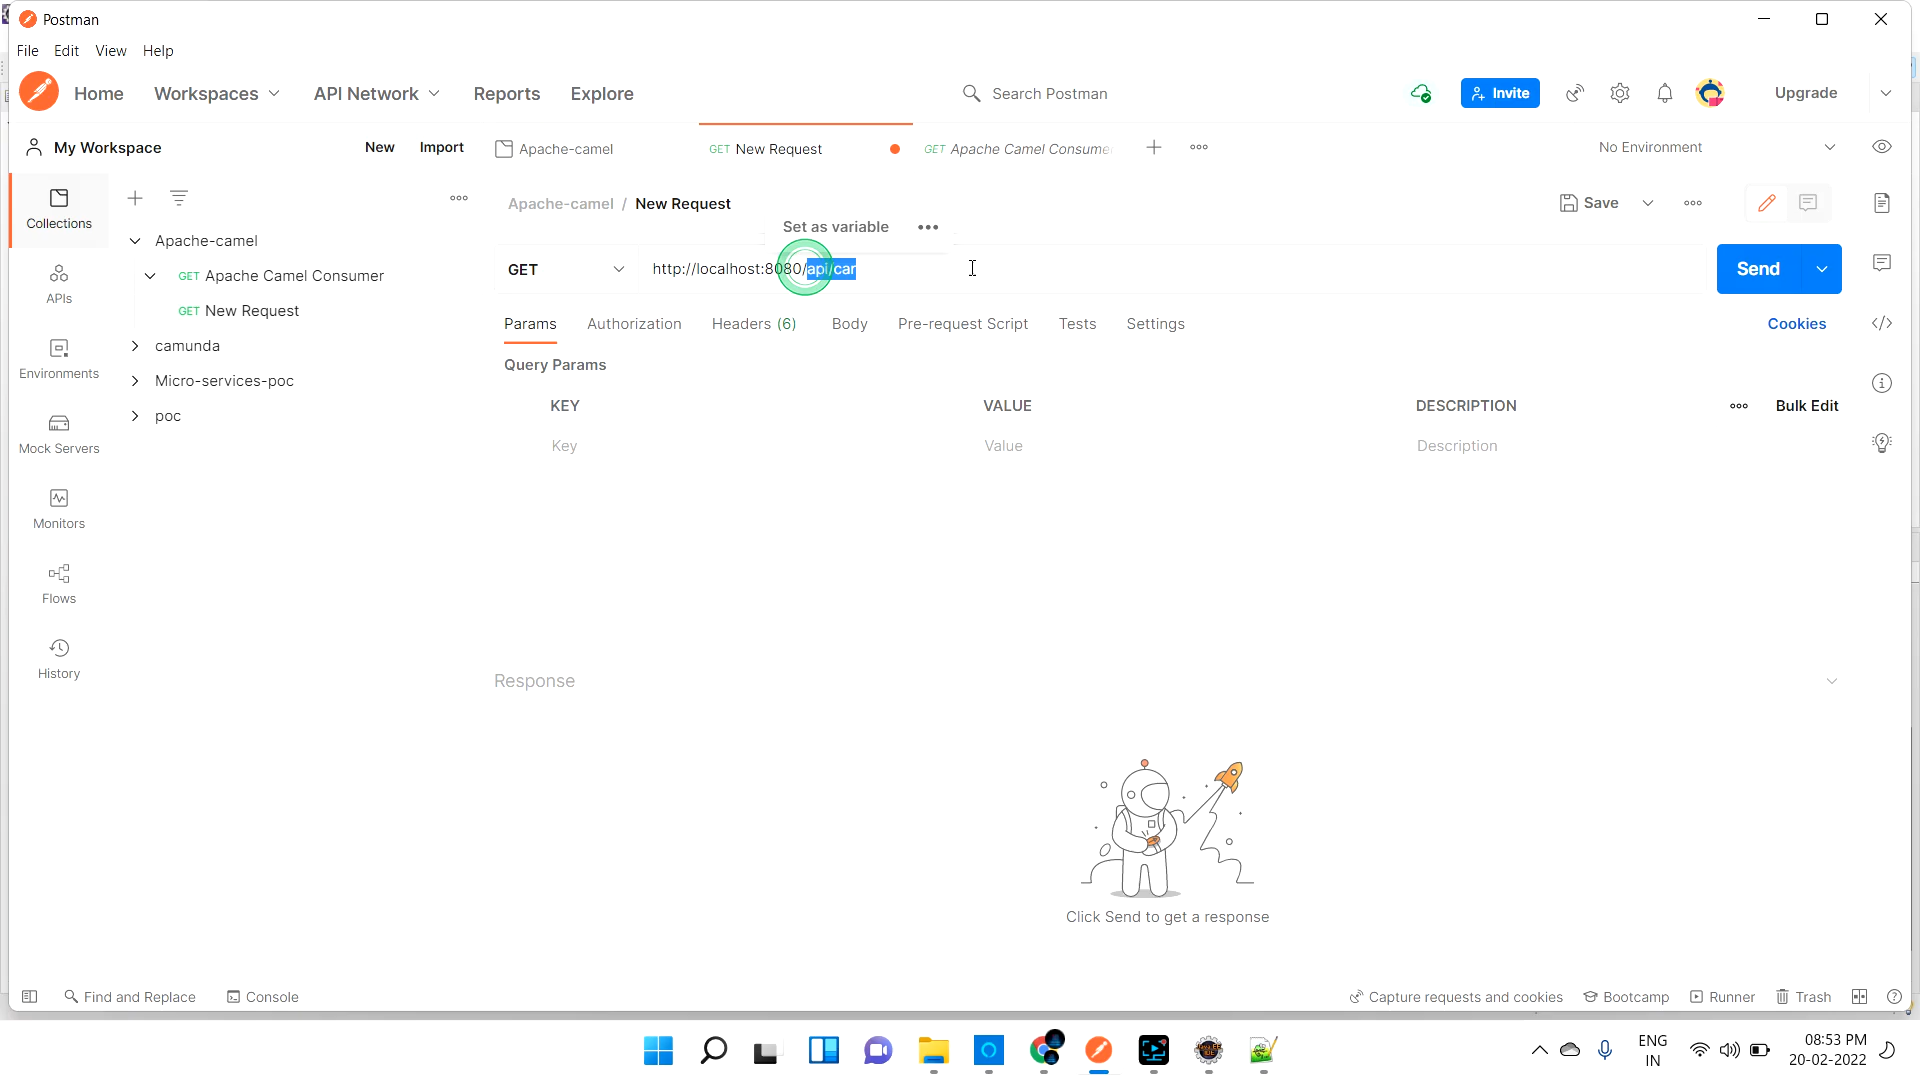 Postman
File Edit View Help
Home Workspaces API Network Reports Explore Search Postman Invite Upgrade
My Workspace New Import Apache-camel GET New Request GET Apache Camel Consume No Environment
Collections
Apache-camel / New Request Save
Set as variable
Apache-camel
GET http://localhost:8080/api/car Send
GET Apache Camel Consumer
APIs
GET New Request
Params Authorization Headers (6) Body Pre-request Script Tests Settings Cookies
camunda
Query Params
Environments
Micro-services-poc
KEY VALUE DESCRIPTION Bulk Edit
poc
Mock Servers
Key Value Description
Monitors
Flows
History
Response
Click Send to get a response
Find and Replace Console Capture requests and cookies Bootcamp Runner Trash
ENG
IN
08:53 PM
20-02-2022